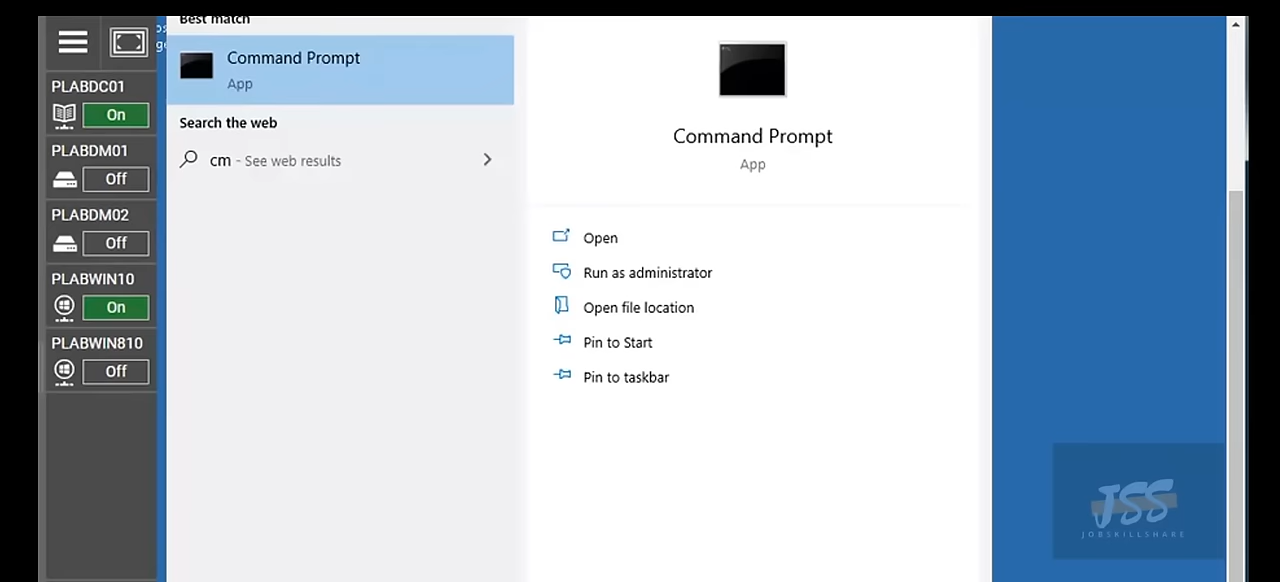 Best match
PLABDC01
On
PLABDM01
Off
PLABDM02
Off
PLABWIN10
On
PLABWIN810
Off
Command Prompt
App
Search the web
cm - See web results
Command Prompt
App
Open
Run as administrator
Open file location
Pin to Start
Pin to taskbar
JSS
JOBSKILLSHARE